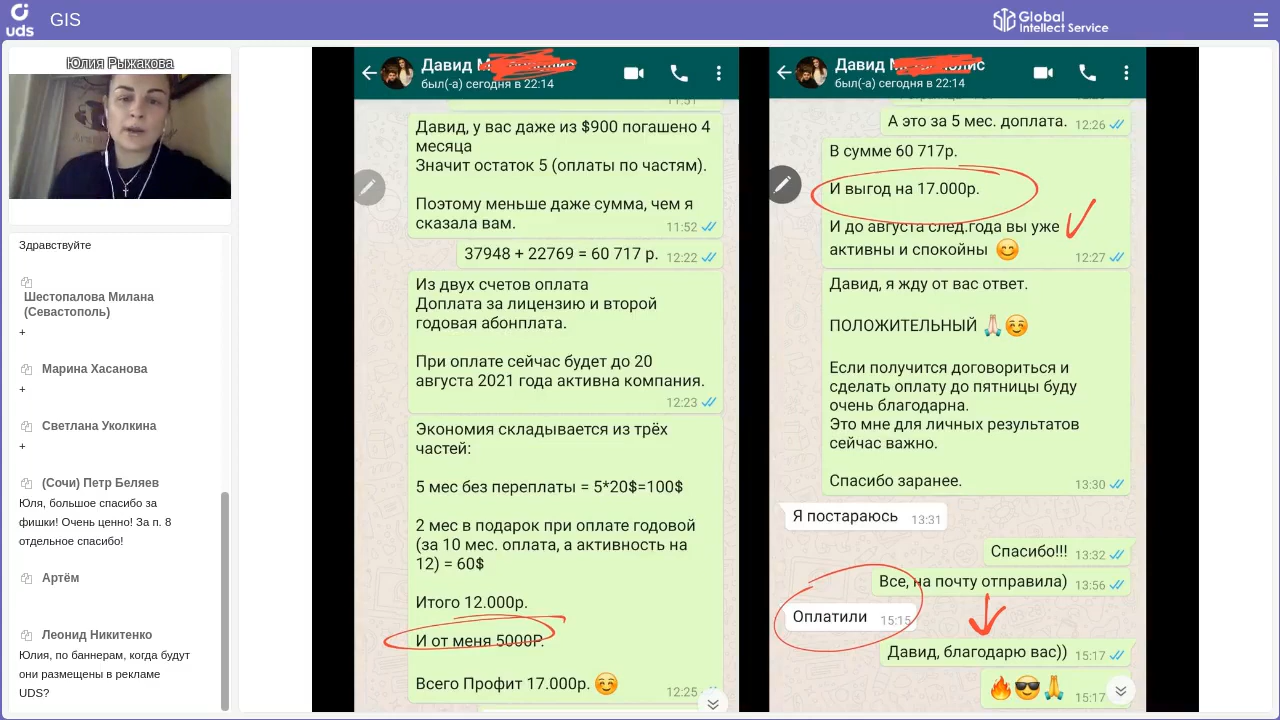 uds
GIS
Global
Intellect Service
Юлия Рыжакова
Здравствуйте
Шестопалова Милана
(Севастополь)
+
Марина Хасанова
+
Светлана Уколкина
+
(Сочи) Петр Беляев
Юля, большое спасибо за
фишки! Очень ценно! За п. 8
отдельное спасибо!
Артём
Леонид Никитенко
Юлия, по баннерам, когда будут
они размещены в рекламе
UDS?
Давид
был(-а) сегодня в 22:14
11:51
Давид, у вас даже из $900 погашено 4
месяца
Значит остаток 5 (оплаты по частям).
Поэтому меньше даже сумма, чем я
сказала вам.
11:52
37948 + 22769 = 60 717 р. 12:22
Из двух счетов оплата
Доплата за лицензию и второй
годовая абонплата.
При оплате сейчас будет до 20
августа 2021 года активна компания.
12:23
Экономия складывается из трёх
частей:
5 мес без переплаты = 5*20$=100$
2 мес в подарок при оплате годовой
(за 10 мес. оплата, а активность на
12) = 60$
Итого 12.000р.
И от меня 5000Р.
Всего Профит 17.000р. 😊
12:25
Давид
был(-а) сегодня в 22:14
А это за 5 мес. доплата. 12:26
В сумме 60 717р.
И выгод на 17.000р.
И до августа след.года вы уже
активны и спокойны 😊
12:27
Давид, я жду от вас ответ.
ПОЛОЖИТЕЛЬНЫЙ 🙏😊
Если получится договориться и
сделать оплату до пятницы буду
очень благодарна.
Это мне для личных результатов
сейчас важно.
Спасибо заранее.
13:30
Я постараюсь 13:31
Спасибо!!! 13:32
Все, на почту отправила) 13:56
Оплатили 15:15
Давид, благодарю вас)) 15:17
🔥😎🙏 15:17